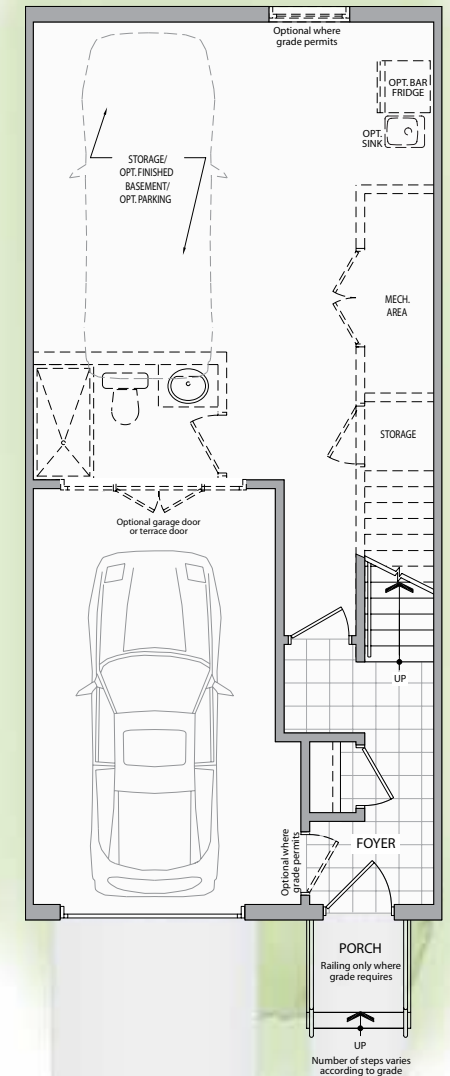 Optional where
grade permits
OPT. BAR
FRIDGE
OPT.
SINK
STORAGE/
OPT. FINISHED
BASEMENT/
OPT. PARKING
MECH.
AREA
STORAGE
Optional garage door
or terrace door
UP
Optional where
grade permits
FOYER
PORCH
Railing only where
grade requires
UP
Number of steps varies
according to grade